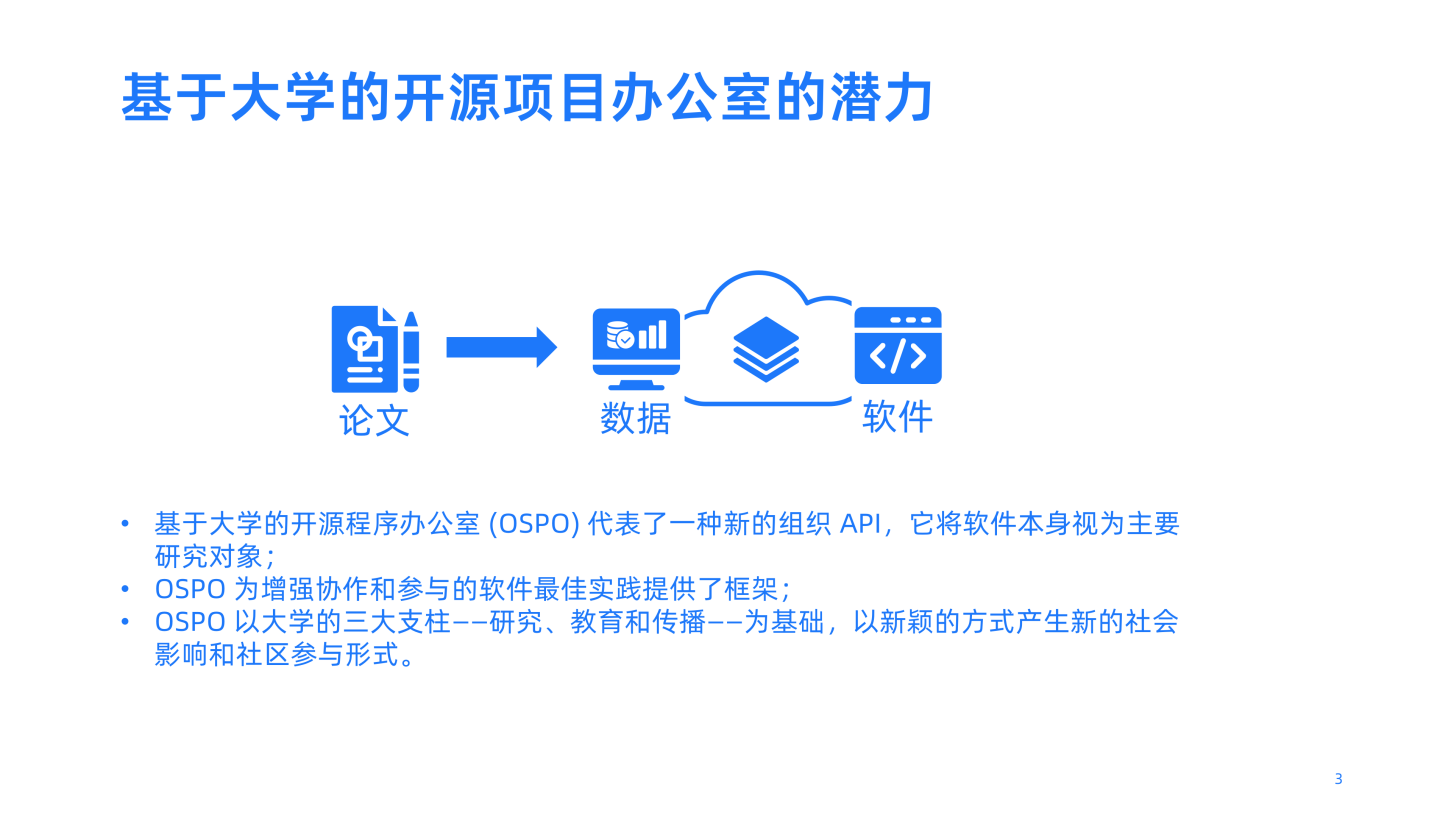 基于大学的开源项目办公室的潜力
论文
数据
软件
• 基于大学的开源程序办公室 (OSPO) 代表了一种新的组织 API，它将软件本身视为主要
研究对象；
• OSPO 为增强协作和参与的软件最佳实践提供了框架；
• OSPO 以大学的三大支柱——研究、教育和传播——为基础，以新颖的方式产生新的社会
影响和社区参与形式。
3